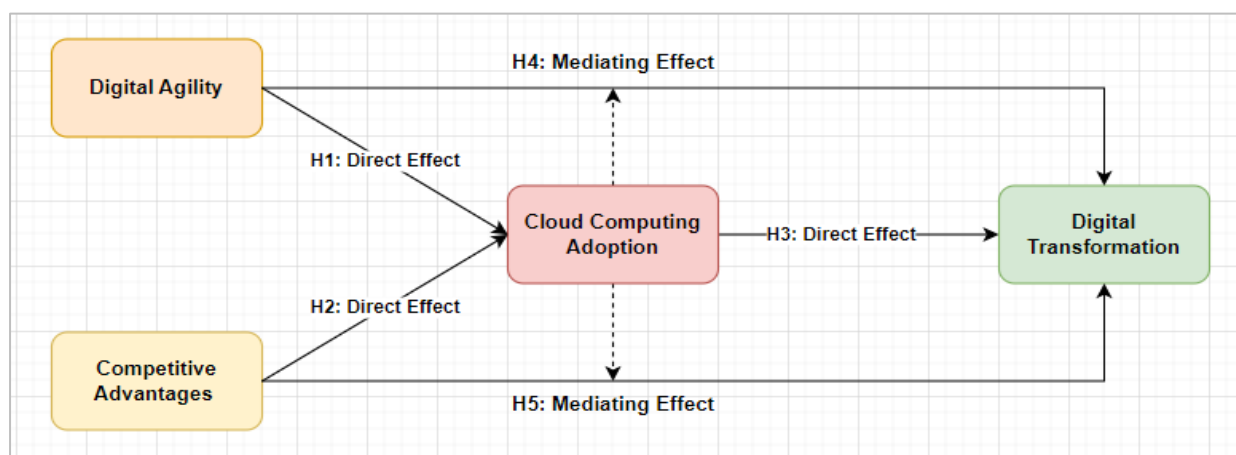 H4: Mediating Effect
Digital Agility
H1: Direct Effect
Cloud Computing
Adoption
H3: Direct Effect
Digital
Transformation
H2: Direct Effect
Competitive
Advantages
H5: Mediating Effect